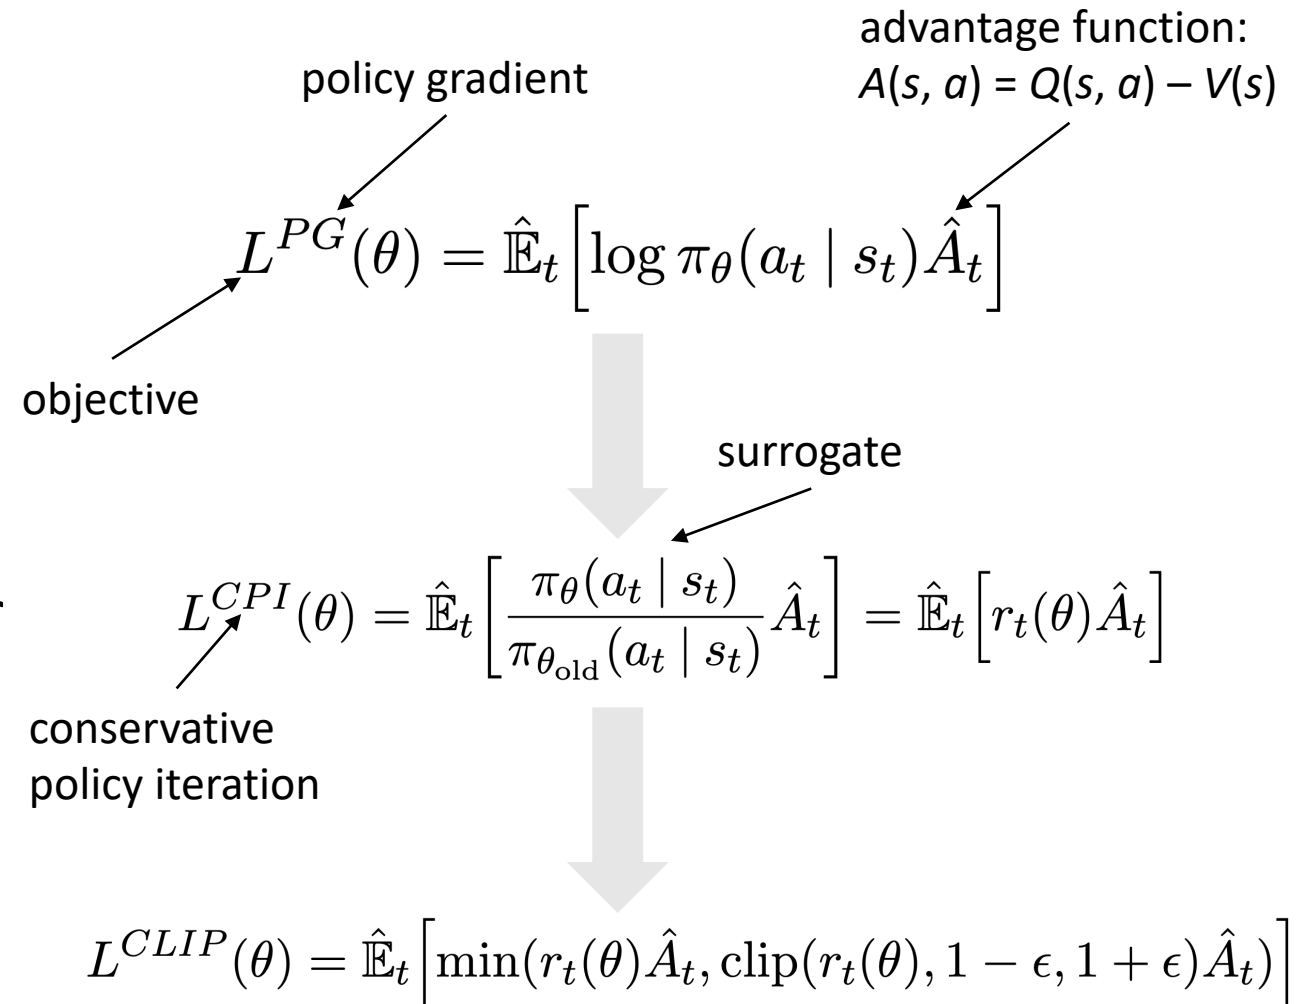 advantage function:
A(s, a) = Q(s, a) – V(s)
policy gradient
L^{PG}(θ) = 𝔼̂_t[log π_θ(a_t | s_t)Â_t]
objective
surrogate
L^{CPI}(θ) = 𝔼̂_t[π_θ(a_t | s_t) / π_{θ_old}(a_t | s_t) Â_t] = 𝔼̂_t[r_t(θ)Â_t]
conservative
policy iteration
L^{CLIP}(θ) = 𝔼̂_t[min(r_t(θ)Â_t, clip(r_t(θ), 1 − ϵ, 1 + ϵ)Â_t)]